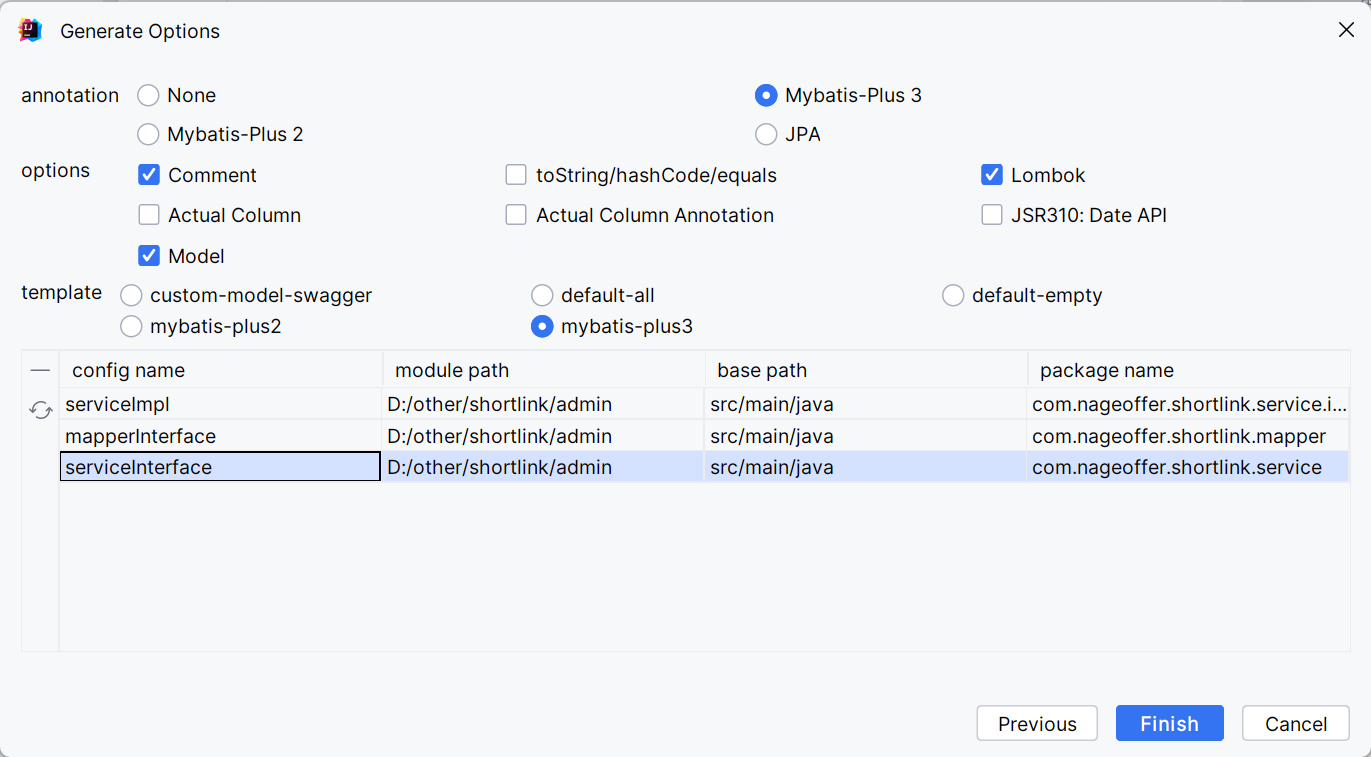 Generate Options
annotation None Mybatis-Plus 3
Mybatis-Plus 2 JPA
options Comment toString/hashCode/equals Lombok
Actual Column Actual Column Annotation JSR310: Date API
Model
template custom-model-swagger default-all default-empty
mybatis-plus2 mybatis-plus3
config name module path base path package name
serviceImpl D:/other/shortlink/admin src/main/java com.nageoffer.shortlink.service.i...
mapperInterface D:/other/shortlink/admin src/main/java com.nageoffer.shortlink.mapper
serviceInterface D:/other/shortlink/admin src/main/java com.nageoffer.shortlink.service
Previous Finish Cancel